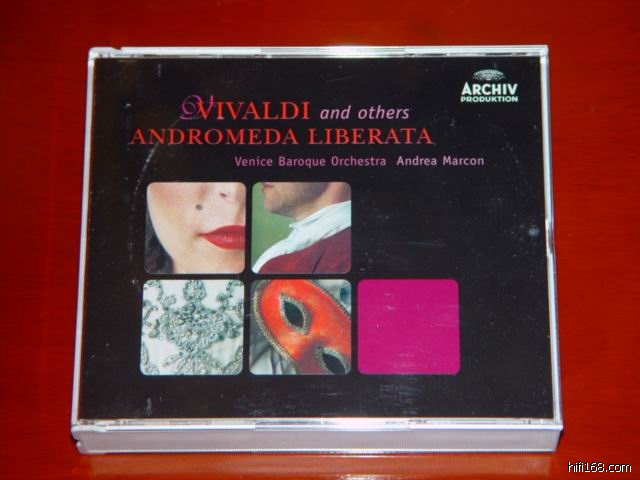 VIVALDI and others
ANDROMEDA LIBERATA
Venice Baroque Orchestra Andrea Marcon
ARCHIV
PRODUKTION
hifi168.com